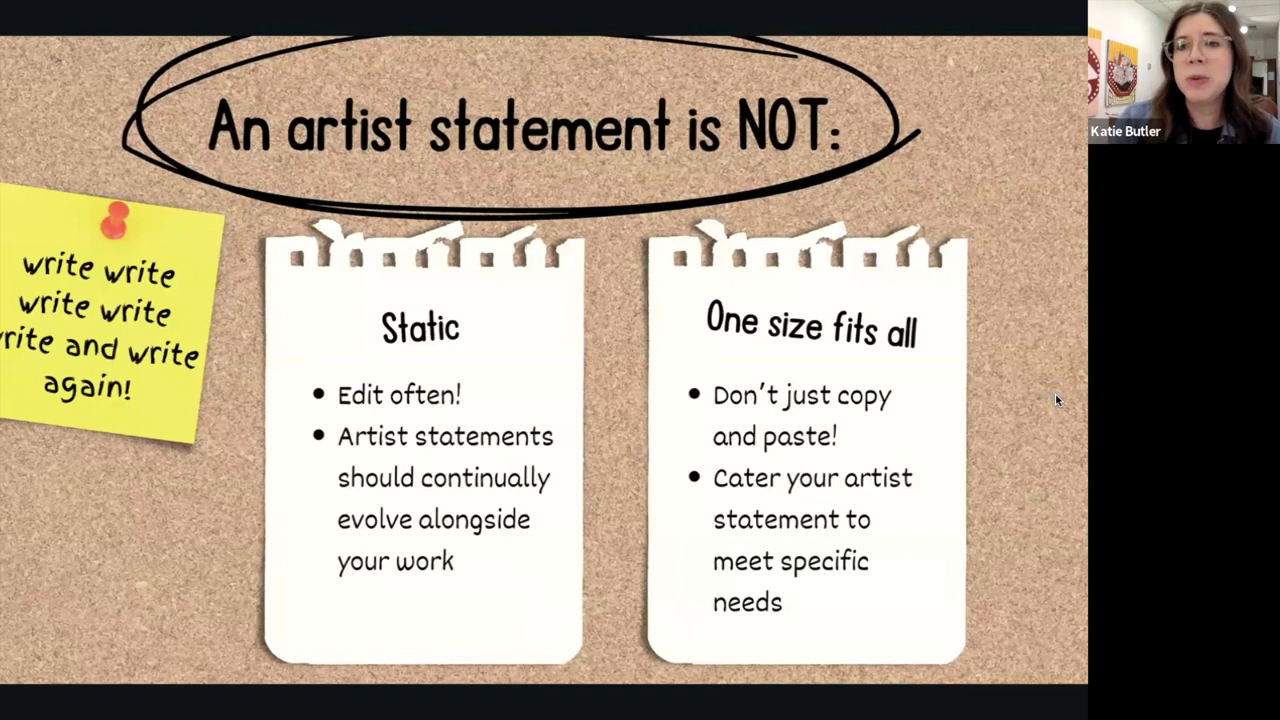 An artist statement is NOT:
write write
write write
write and write
again!
Static
• Edit often!
• Artist statements
should continually
evolve alongside
your work
One size fits all
• Don't just copy
and paste!
• Cater your artist
statement to
meet specific
needs
Katie Butler